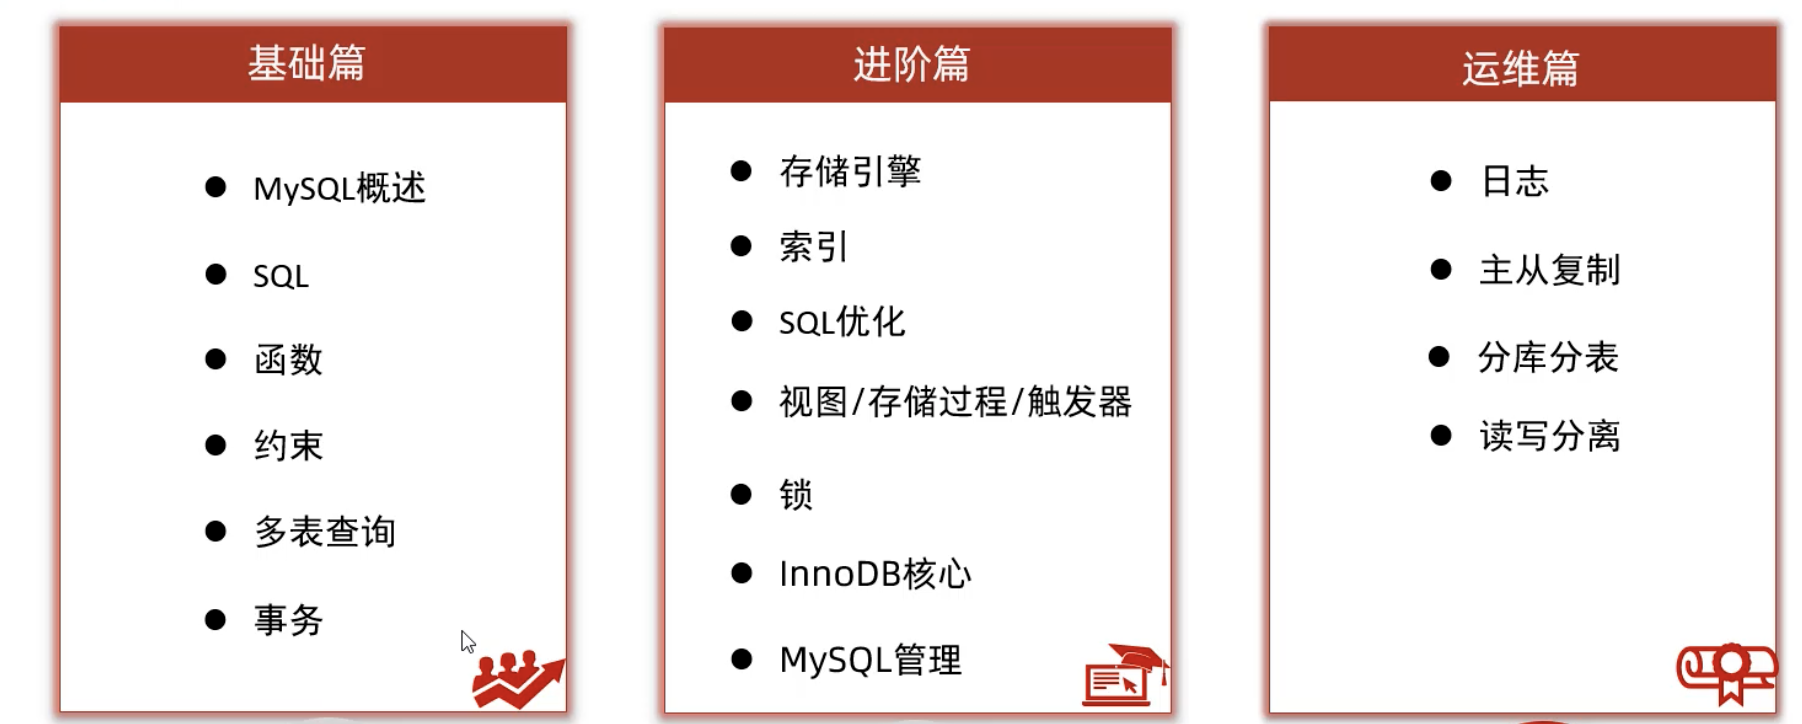 基础篇
MySQL概述
SQL
函数
约束
多表查询
事务
进阶篇
存储引擎
索引
SQL优化
视图/存储过程/触发器
锁
InnoDB核心
MySQL管理
运维篇
日志
主从复制
分库分表
读写分离